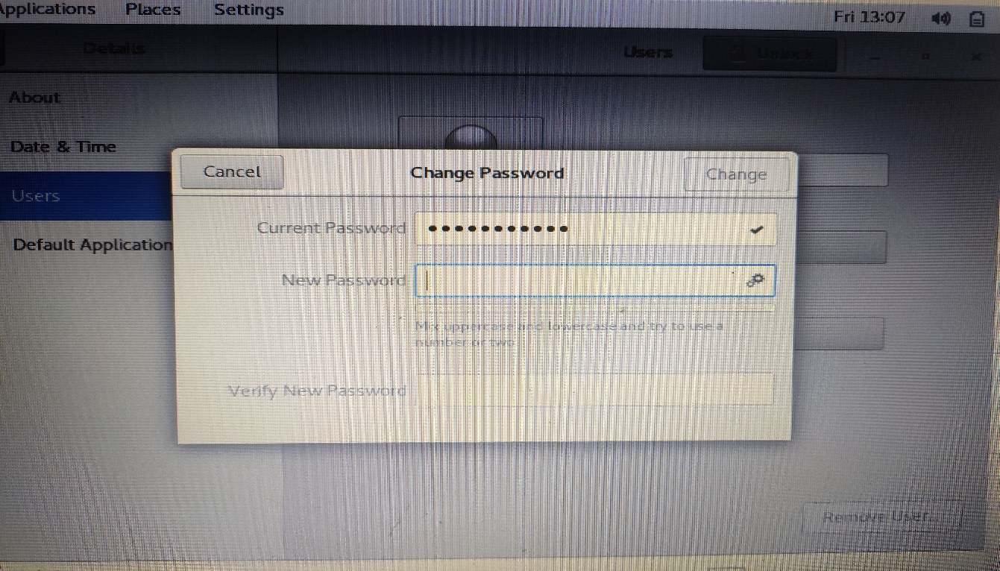 Applications Places Settings Fri 13:07
Details Users Unlock
About
Date & Time
Users
Default Application
Cancel Change Password Change
Current Password
New Password
Mix uppercase and lowercase and try to use a
number or two
Verify New Password
Remove User...